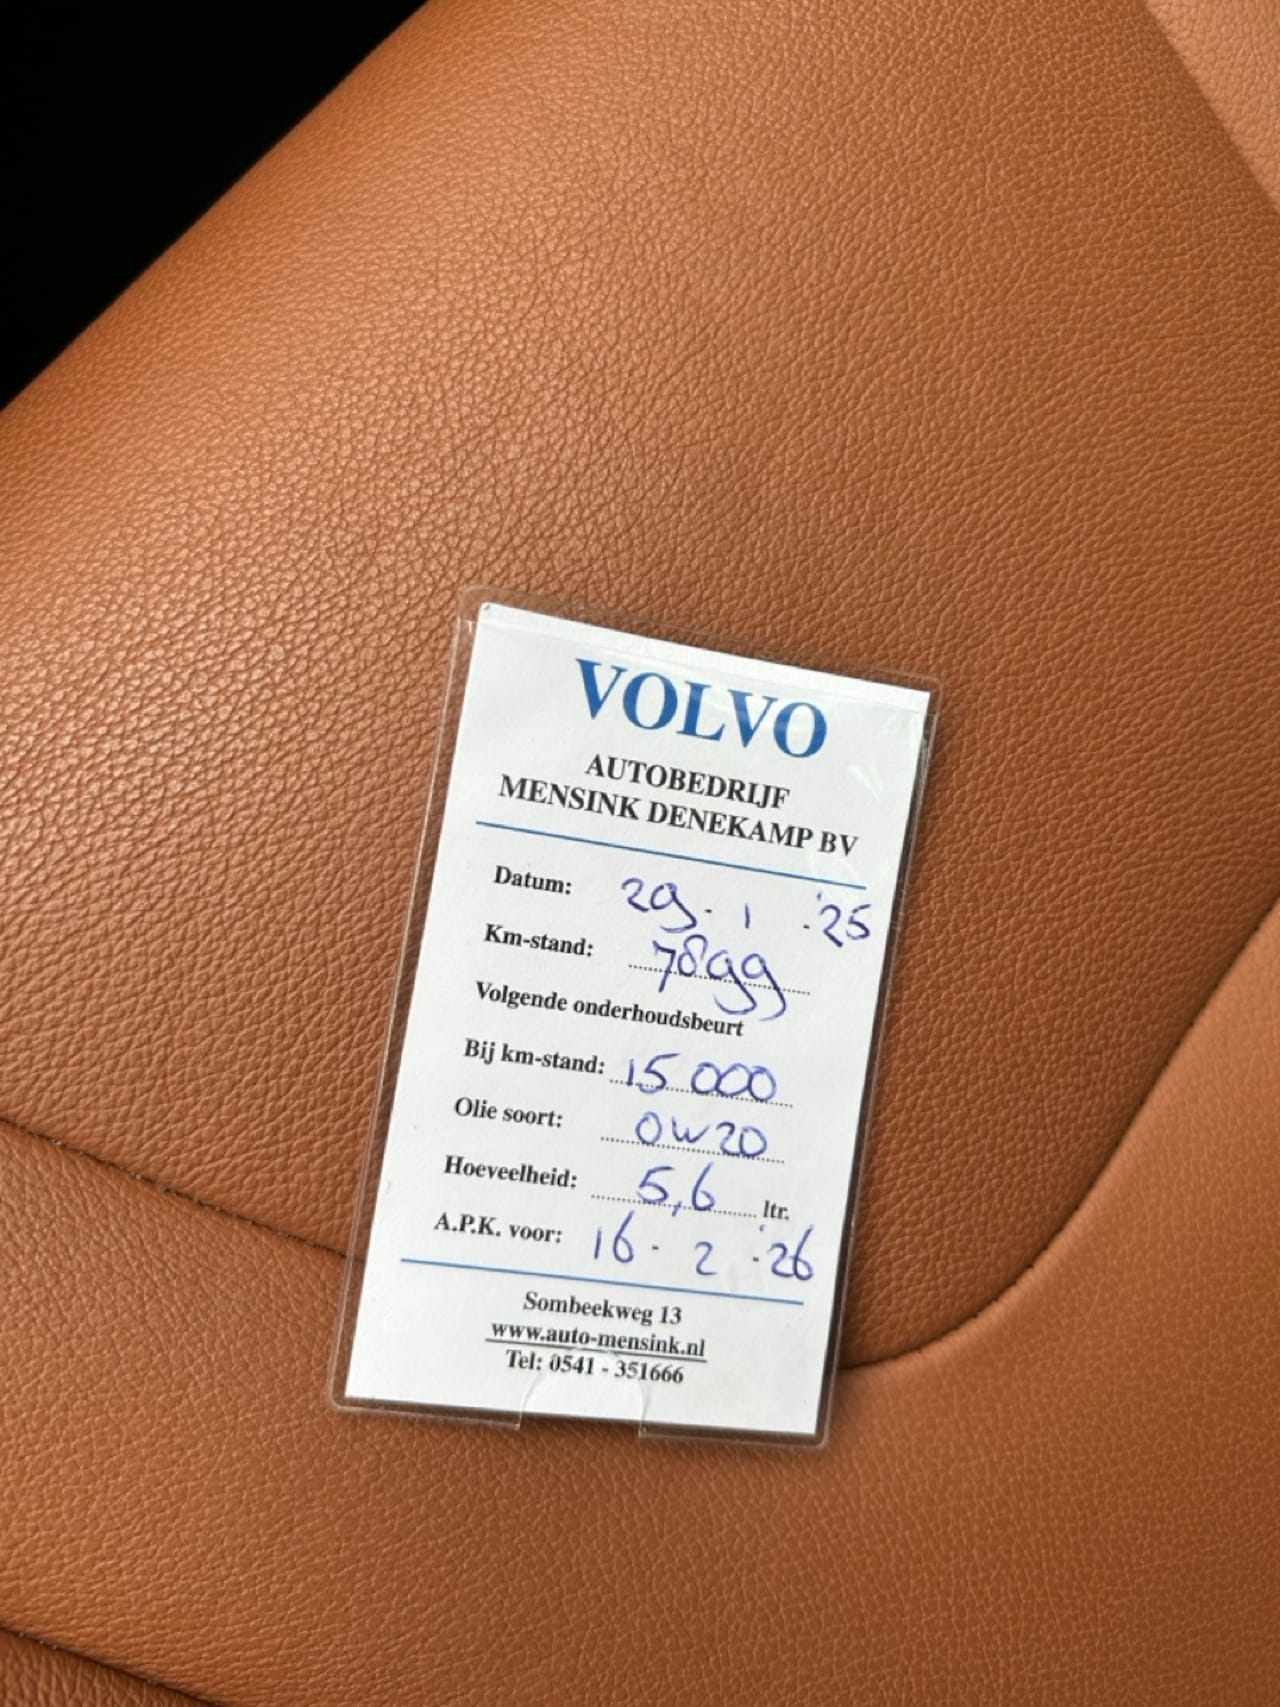 VOLVO
AUTOBEDRIJF
MENSINK DENEKAMP BV
Datum: 29 - 1 - '25
Km-stand: 7899
Volgende onderhoudsbeurt
Bij km-stand: 15 000
Olie soort: 0W20
Hoeveelheid: 5,6 ltr.
A.P.K. voor: 16 - 2 - '26
Sombeekweg 13
www.auto-mensink.nl
Tel: 0541 - 351666